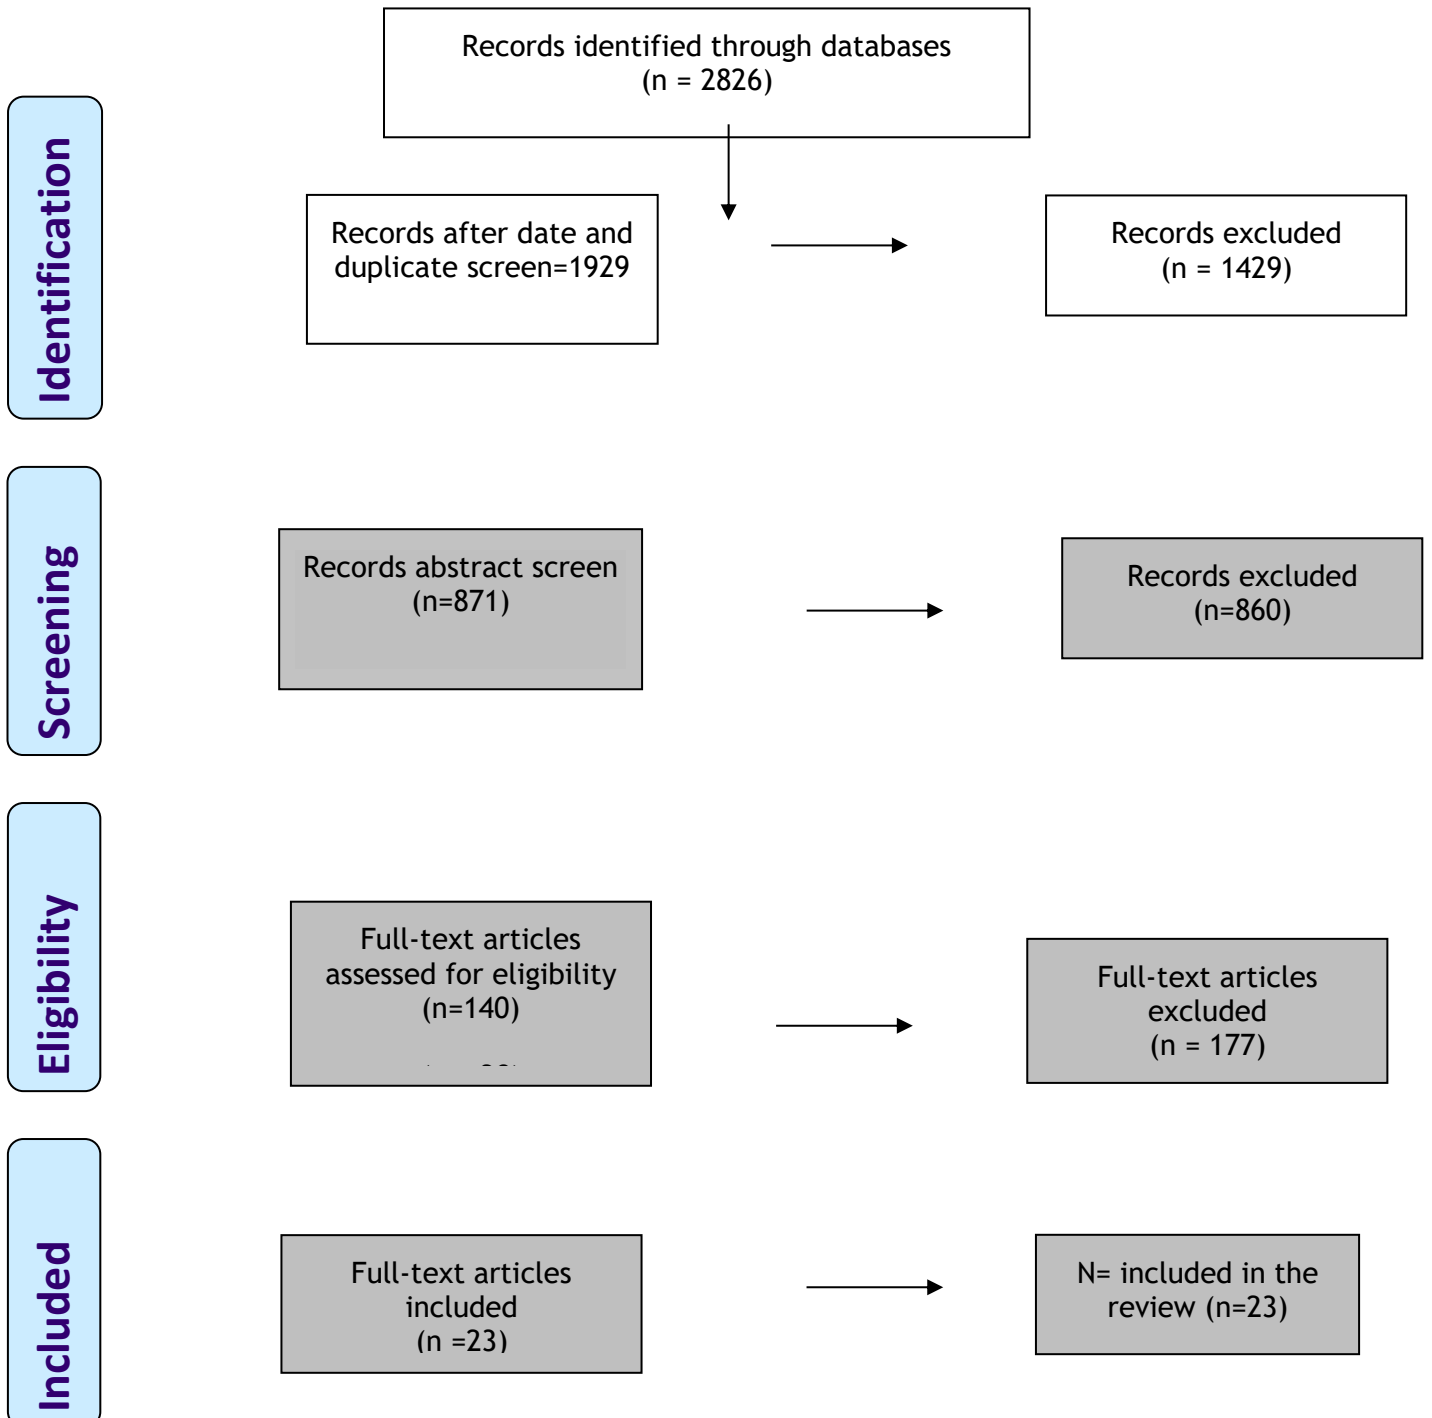 Records identified through databases
(n = 2826)
Identification
Records after date and
duplicate screen=1929
Records excluded
(n = 1429)
Screening
Records abstract screen
(n=871)
Records excluded
(n=860)
Eligibility
Full-text articles
assessed for eligibility
(n=140)
Full-text articles
excluded
(n = 177)
Included
Full-text articles
included
(n =23)
N= included in the
review (n=23)